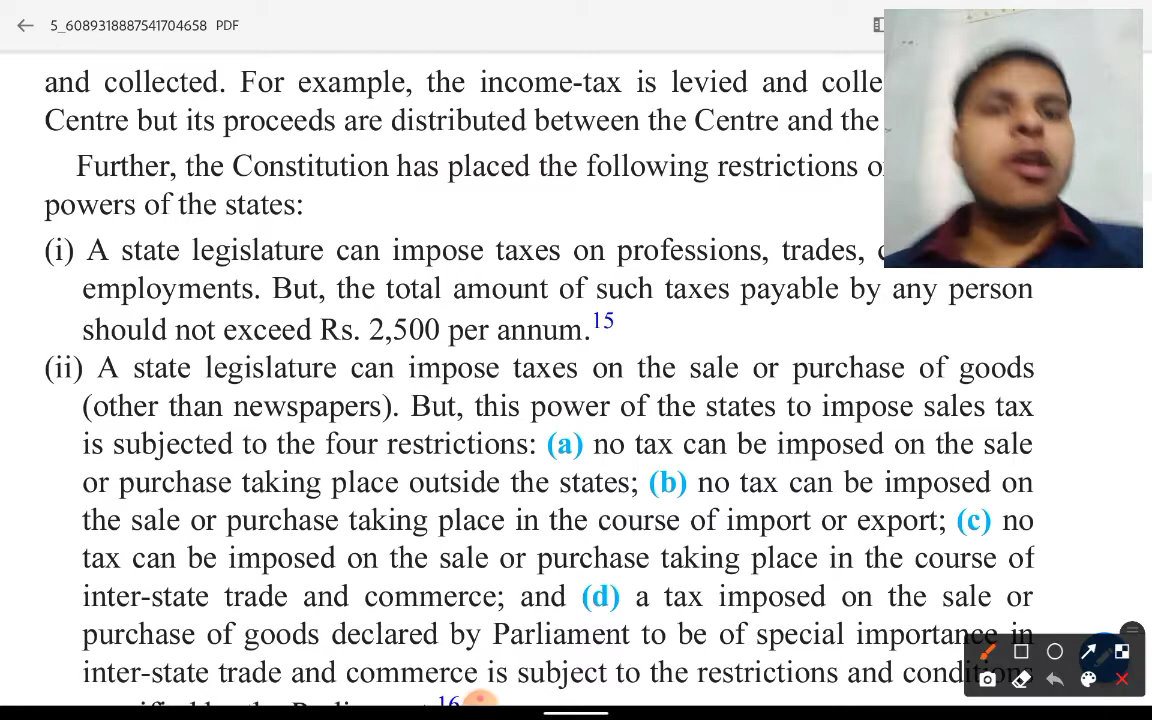 5_6089318887541704658 PDF
and collected. For example, the income-tax is levied and colle
Centre but its proceeds are distributed between the Centre and the
Further, the Constitution has placed the following restrictions
powers of the states:
(i) A state legislature can impose taxes on professions, trades,
employments. But, the total amount of such taxes payable by any person
should not exceed Rs. 2,500 per annum.15
(ii) A state legislature can impose taxes on the sale or purchase of goods
(other than newspapers). But, this power of the states to impose sales tax
is subjected to the four restrictions: (a) no tax can be imposed on the sale
or purchase taking place outside the states; (b) no tax can be imposed on
the sale or purchase taking place in the course of import or export; (c) no
tax can be imposed on the sale or purchase taking place in the course of
inter-state trade and commerce; and (d) a tax imposed on the sale or
purchase of goods declared by Parliament to be of special importance in
inter-state trade and commerce is subject to the restrictions and conditions
16